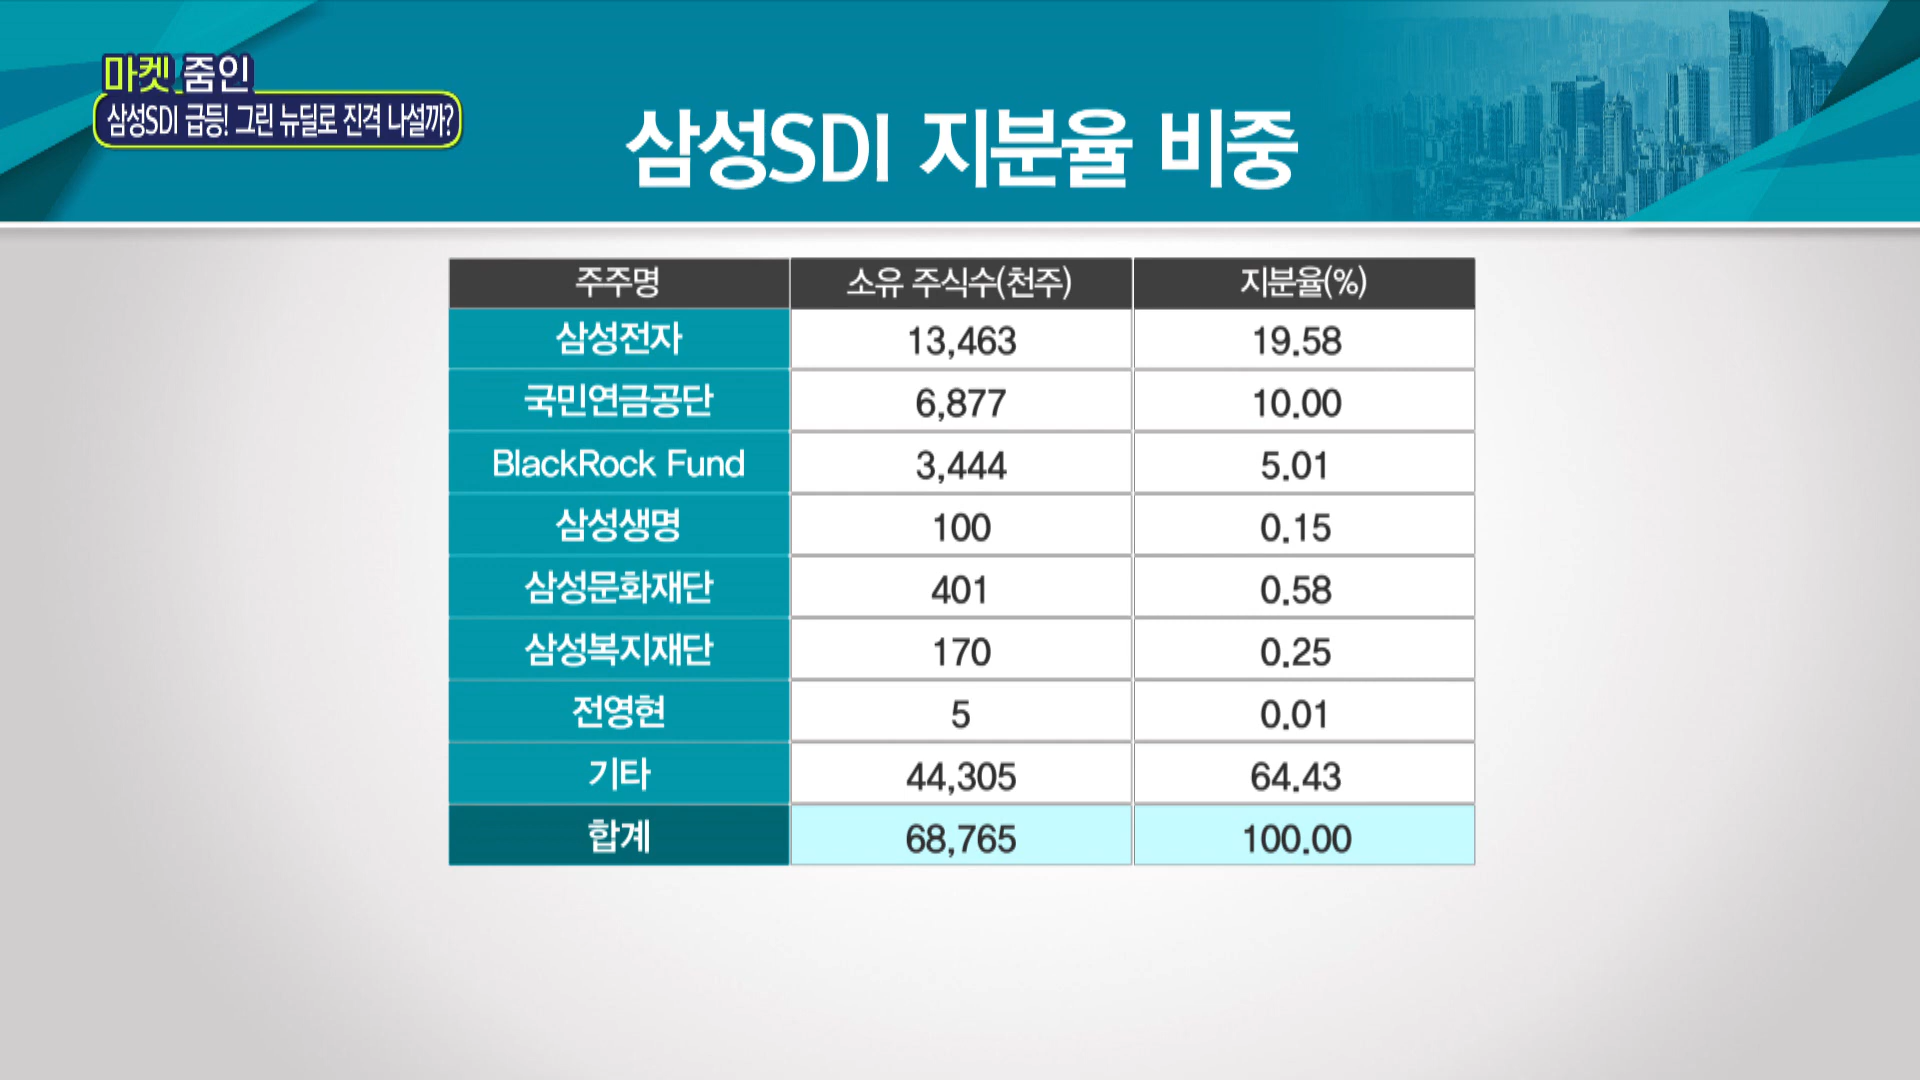 마켓 줌인
삼성SDI 급등! 그린 뉴딜로 진격 나설까?
삼성SDI 지분율 비중
주주명 소유 주식수(천주) 지분율(%)
삼성전자 13,463 19.58
국민연금공단 6,877 10.00
BlackRock Fund 3,444 5.01
삼성생명 100 0.15
삼성문화재단 401 0.58
삼성복지재단 170 0.25
전영현 5 0.01
기타 44,305 64.43
합계 68,765 100.00